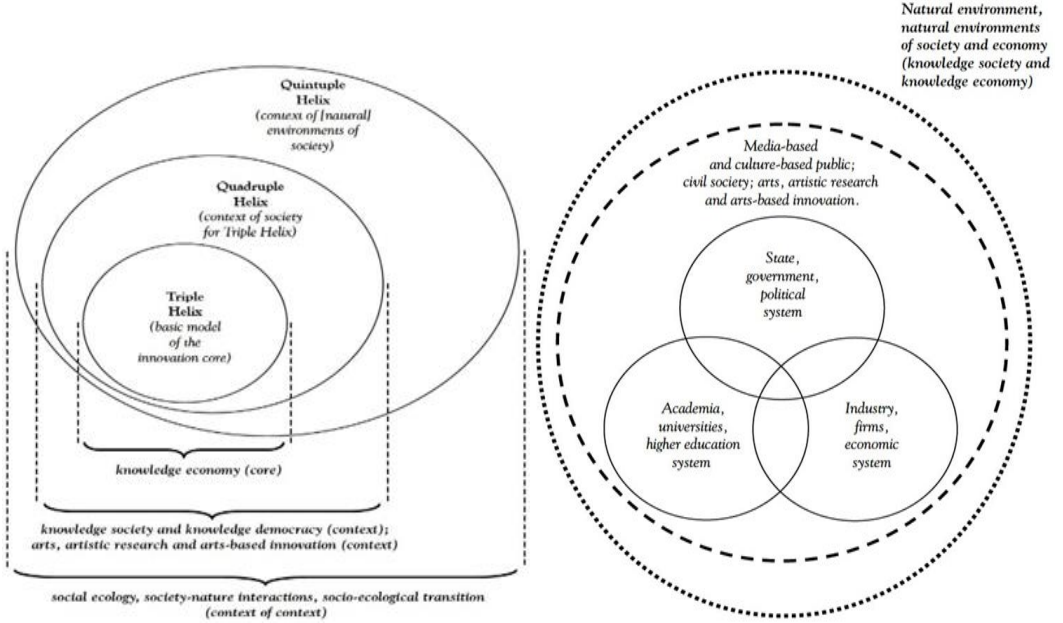 Quintuple
Helix
(context of [natural]
environments of
society)
Quadruple
Helix
(context of society
for Triple Helix)
Triple
Helix
(basic model
of the
innovation core)
knowledge economy (core)
knowledge society and knowledge democracy (context);
arts, artistic research and arts-based innovation (context)
social ecology, society-nature interactions, socio-ecological transition
(context of context)
Natural environment,
natural environments
of society and economy
(knowledge society and
knowledge economy)
Media-based
and culture-based public;
civil society; arts, artistic research
and arts-based innovation.
State,
government,
political
system
Academia,
universities,
higher education
system
Industry,
firms,
economic
system